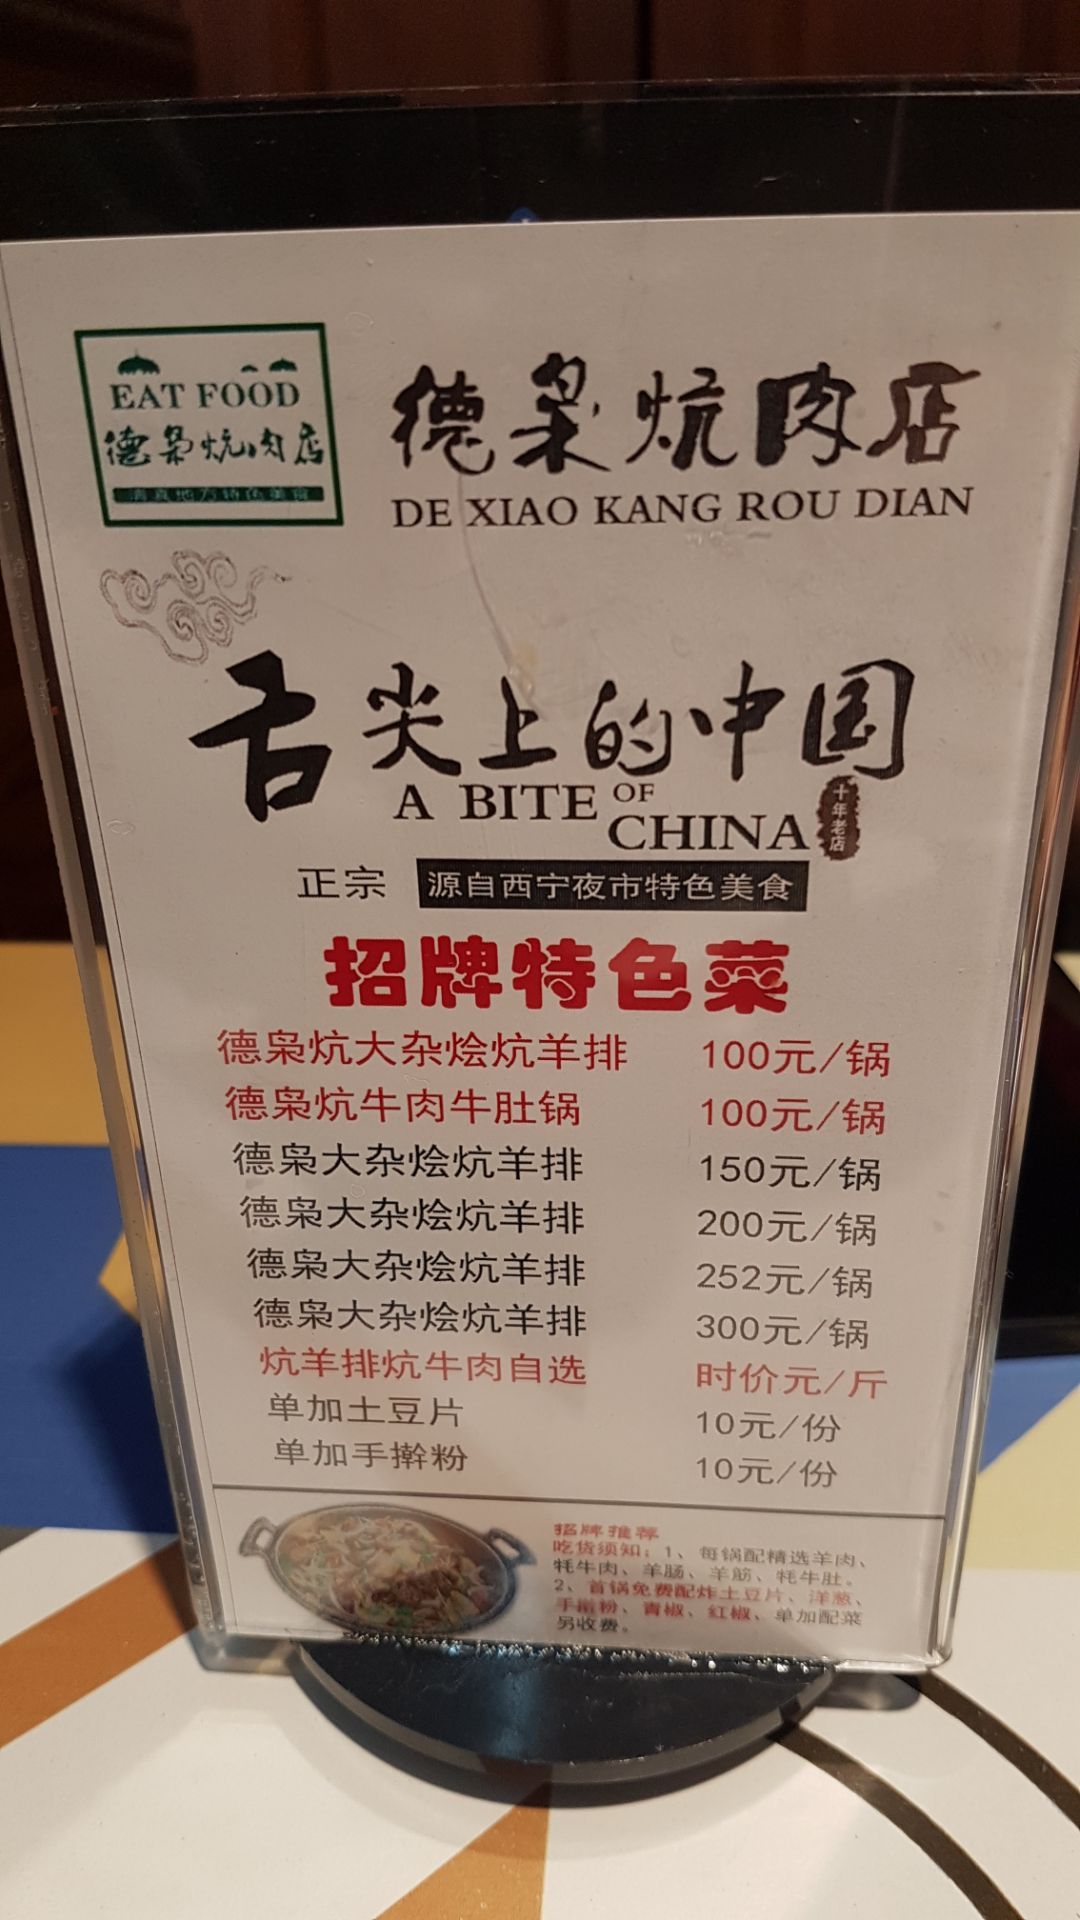 EAT FOOD
德枭炕肉店
清真地方特色美食
德枭炕肉店
DE XIAO KANG ROU DIAN
舌尖上的中国
A BITE OF CHINA
十年老店
正宗 源自西宁夜市特色美食
招牌特色菜
德枭炕大杂烩炕羊排 100元/锅
德枭炕牛肉牛肚锅 100元/锅
德枭大杂烩炕羊排 150元/锅
德枭大杂烩炕羊排 200元/锅
德枭大杂烩炕羊排 252元/锅
德枭大杂烩炕羊排 300元/锅
炕羊排炕牛肉自选 时价元/斤
单加土豆片 10元/份
单加手擀粉 10元/份
招牌推荐
吃货须知：1、每锅配精选羊肉、
牦牛肉、羊肠、羊筋、牦牛肚。
2、首锅免费配炸土豆片、洋葱、
手擀粉、青椒、红椒、单加配菜
另收费。